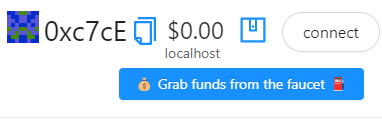 0xc7cE $0.00 connect
localhost
💰 Grab funds from the faucet ⛽